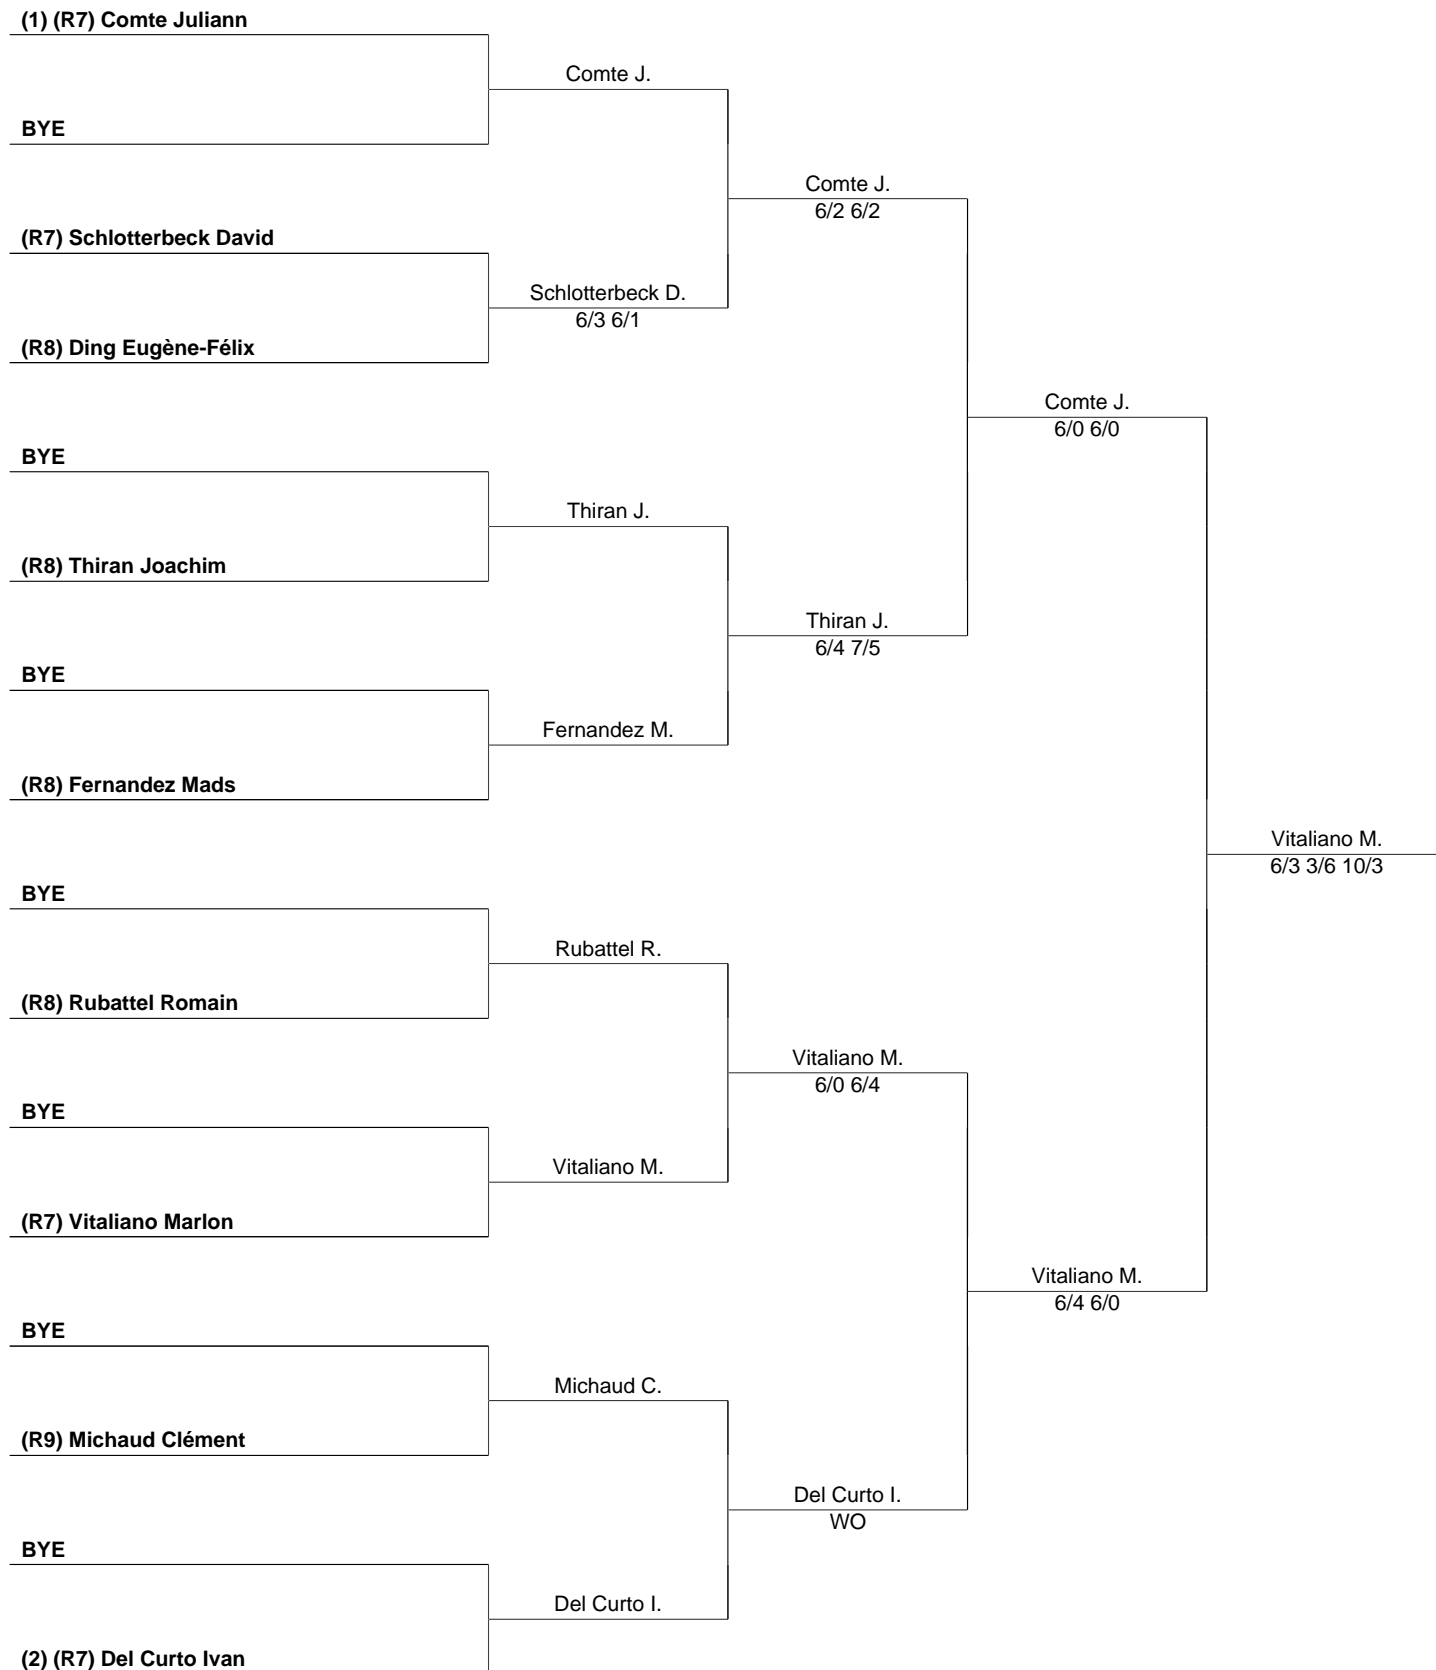 (1) (R7) Comte Juliann
Comte J.
BYE
Comte J.
6/2 6/2
(R7) Schlotterbeck David
Schlotterbeck D.
6/3 6/1
(R8) Ding Eugène-Félix
Comte J.
6/0 6/0
BYE
Thiran J.
(R8) Thiran Joachim
Thiran J.
6/4 7/5
BYE
Fernandez M.
(R8) Fernandez Mads
Vitaliano M.
6/3 3/6 10/3
BYE
Rubattel R.
(R8) Rubattel Romain
Vitaliano M.
6/0 6/4
BYE
Vitaliano M.
(R7) Vitaliano Marlon
Vitaliano M.
6/4 6/0
BYE
Michaud C.
(R9) Michaud Clément
Del Curto I.
WO
BYE
Del Curto I.
(2) (R7) Del Curto Ivan